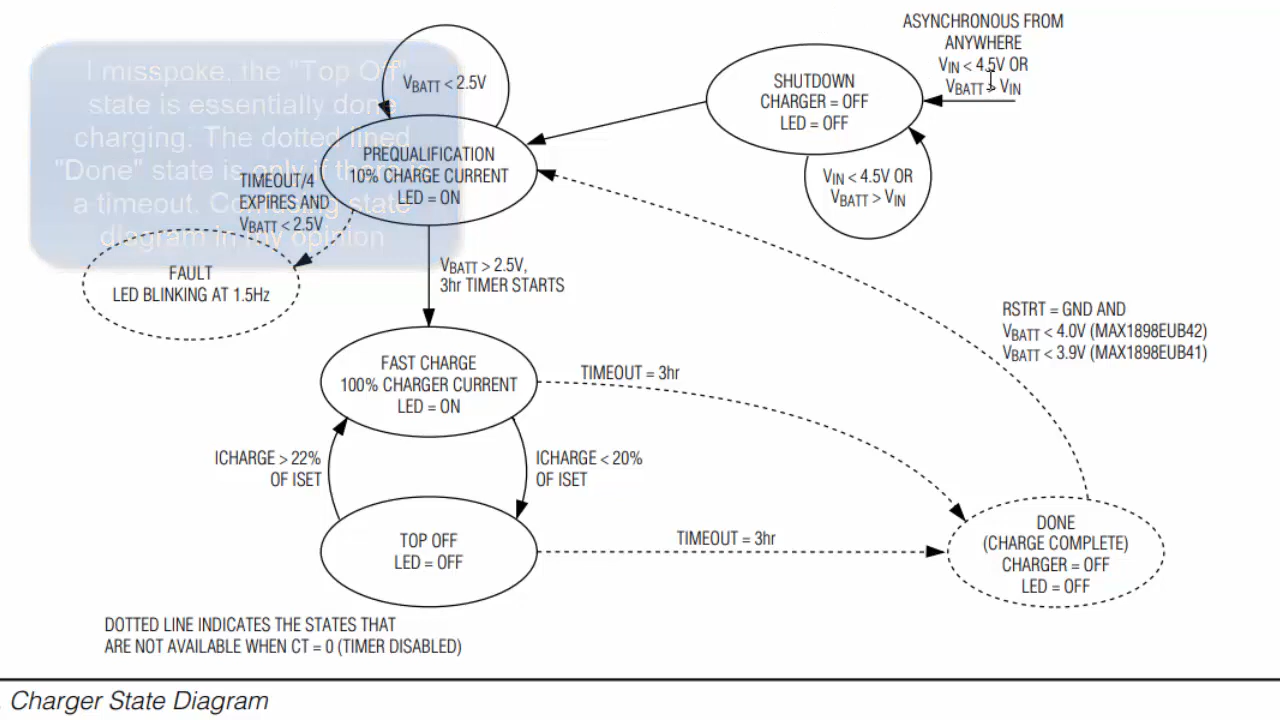 ASYNCHRONOUS FROM
ANYWHERE
VIN < 4.5V OR
VBATT > VIN
I misspoke, the "Top Off"
state is essentially done
charging. The dotted lined
"Done" state is only if there is
a timeout. Confusing state
diagram in my opinion
VBATT < 2.5V
SHUTDOWN
CHARGER = OFF
LED = OFF
PREQUALIFICATION
10% CHARGE CURRENT
LED = ON
VIN < 4.5V OR
VBATT > VIN
TIMEOUT/4
EXPIRES AND
VBATT < 2.5V
FAULT
LED BLINKING AT 1.5Hz
VBATT > 2.5V,
3hr TIMER STARTS
RSTRT = GND AND
VBATT < 4.0V (MAX1898EUB42)
VBATT < 3.9V (MAX1898EUB41)
FAST CHARGE
100% CHARGER CURRENT
LED = ON
TIMEOUT = 3hr
ICHARGE > 22%
OF ISET
ICHARGE < 20%
OF ISET
TOP OFF
LED = OFF
TIMEOUT = 3hr
DONE
(CHARGE COMPLETE)
CHARGER = OFF
LED = OFF
DOTTED LINE INDICATES THE STATES THAT
ARE NOT AVAILABLE WHEN CT = 0 (TIMER DISABLED)
. Charger State Diagram